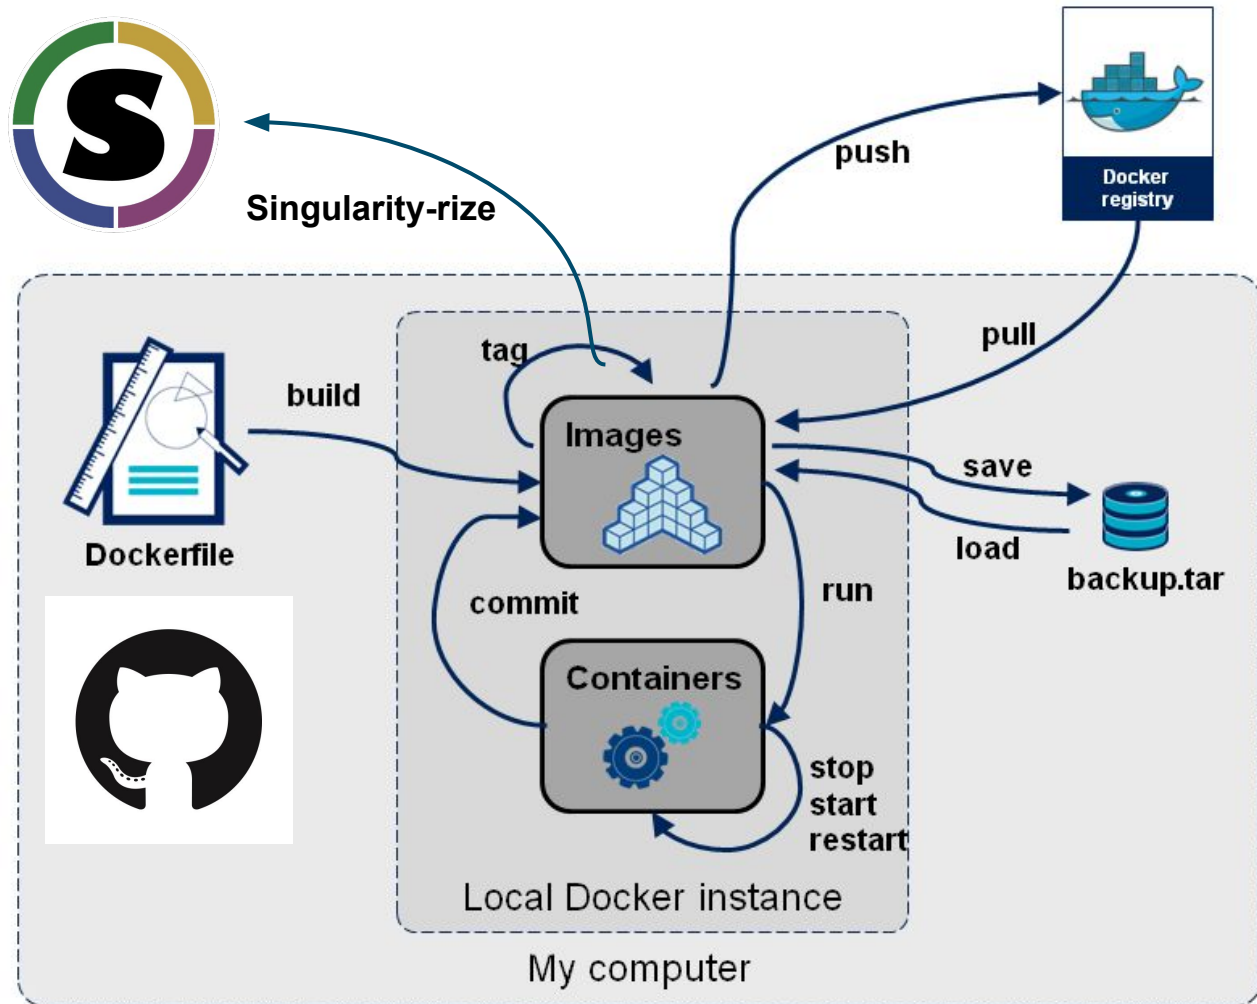 S
push
Docker
registry
Singularity-rize
pull
tag
build
Images
save
Dockerfile
load
backup.tar
commit
run
Containers
stop
start
restart
Local Docker instance
My computer